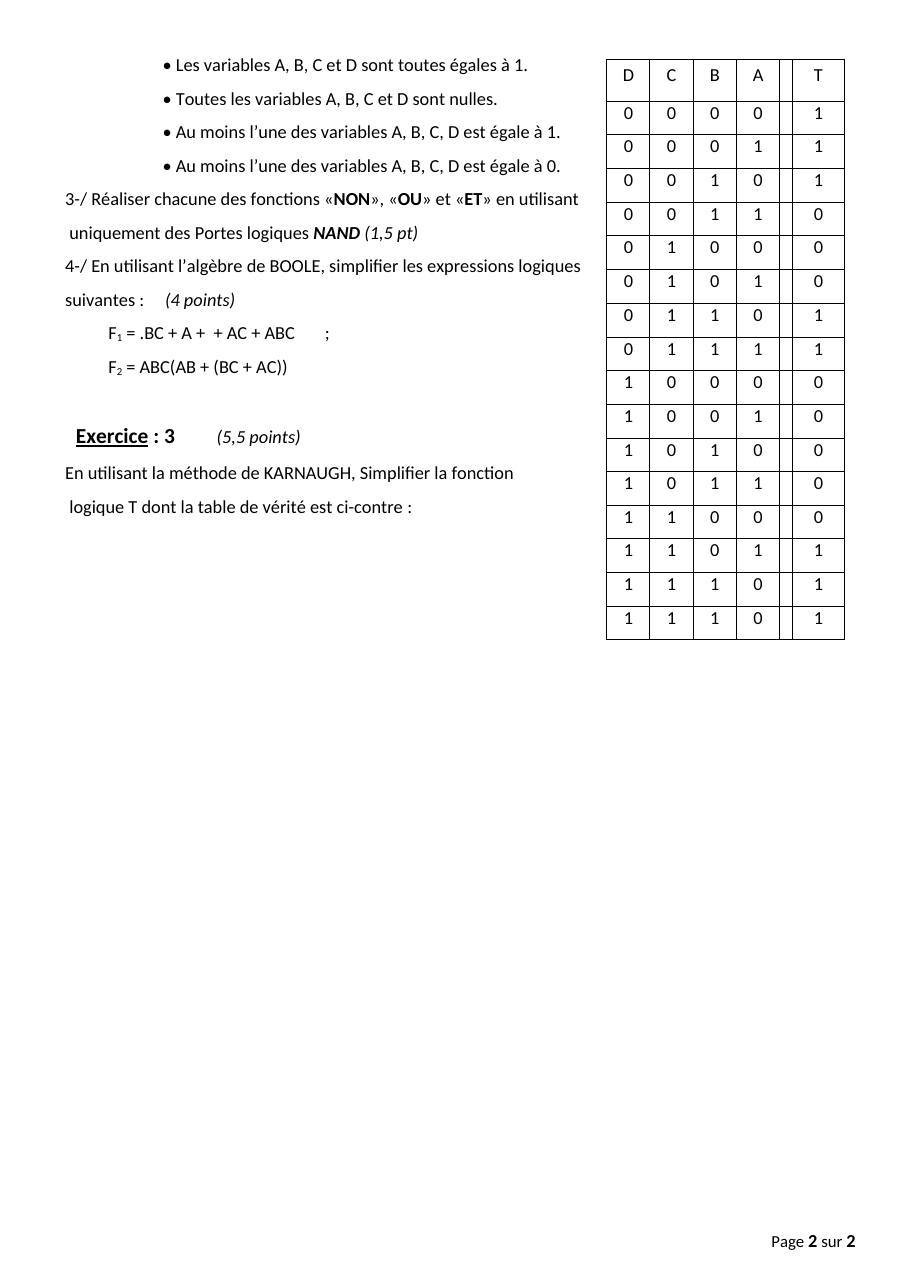 • Les variables A, B, C et D sont toutes égales à 1.
• Toutes les variables A, B, C et D sont nulles.
• Au moins l’une des variables A, B, C, D est égale à 1.
• Au moins l’une des variables A, B, C, D est égale à 0.
3-/ Réaliser chacune des fonctions «NON», «OU» et «ET» en utilisant
uniquement des Portes logiques NAND (1,5 pt)
4-/ En utilisant l’algèbre de BOOLE, simplifier les expressions logiques
suivantes : (4 points)
F₁ = .BC + A + + AC + ABC ;
F₂ = ABC(AB + (BC + AC))
Exercice : 3 (5,5 points)
En utilisant la méthode de KARNAUGH, Simplifier la fonction
logique T dont la table de vérité est ci-contre :
D C B A T
0 0 0 0 1
0 0 0 1 1
0 0 1 0 1
0 0 1 1 0
0 1 0 0 0
0 1 0 1 0
0 1 1 0 1
0 1 1 1 1
1 0 0 0 0
1 0 0 1 0
1 0 1 0 0
1 0 1 1 0
1 1 0 0 0
1 1 0 1 1
1 1 1 0 1
1 1 1 0 1
Page 2 sur 2